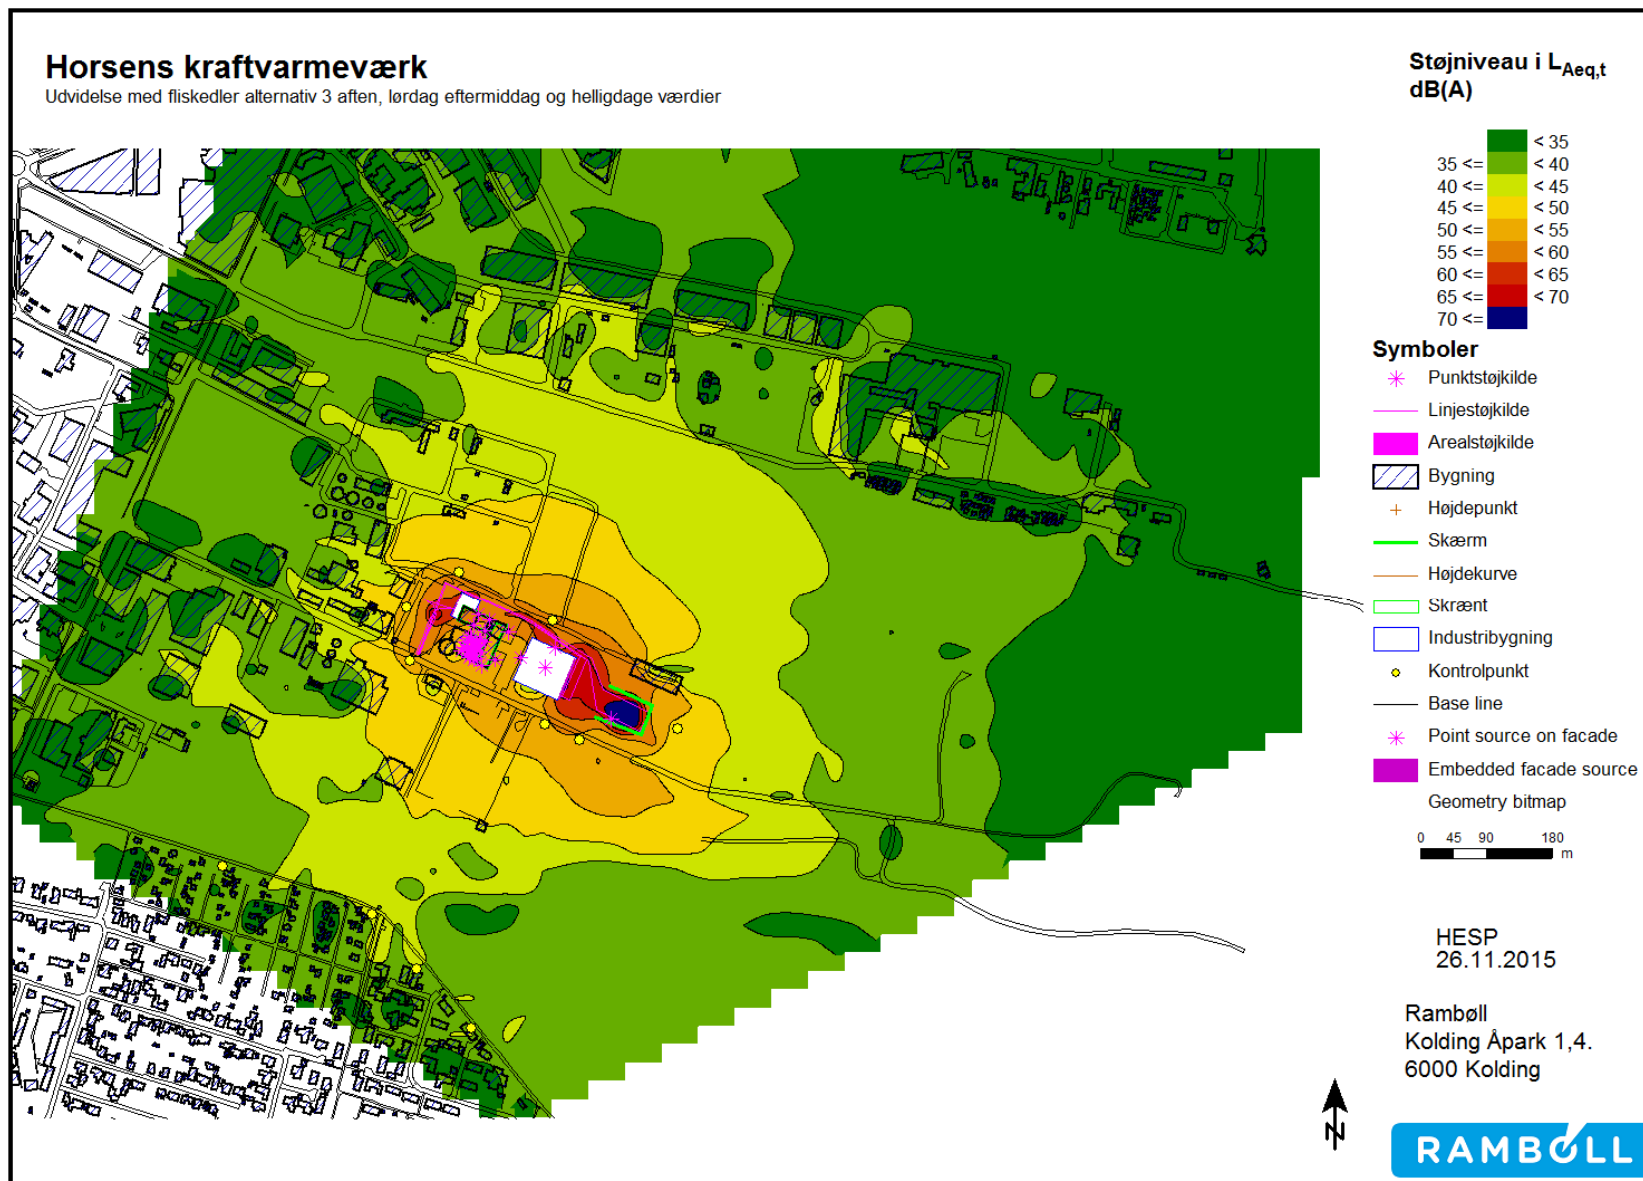 Horsens kraftvarmeværk
Udvidelse med fliskedler alternativ 3 aften, lørdag eftermiddag og helligdage værdier
Støjniveau i LAeq,t
dB(A)
< 35
35 <= < 40
40 <= < 45
45 <= < 50
50 <= < 55
55 <= < 60
60 <= < 65
65 <= < 70
70 <=
Symboler
Punktstøjkilde
Linjestøjkilde
Arealstøjkilde
Bygning
Højdepunkt
Skærm
Højdekurve
Skrænt
Industribygning
Kontrolpunkt
Base line
Point source on facade
Embedded facade source
Geometry bitmap
0 45 90 180
m
HESP
26.11.2015
Rambøll
Kolding Åpark 1,4.
6000 Kolding
N
RAMBOLL